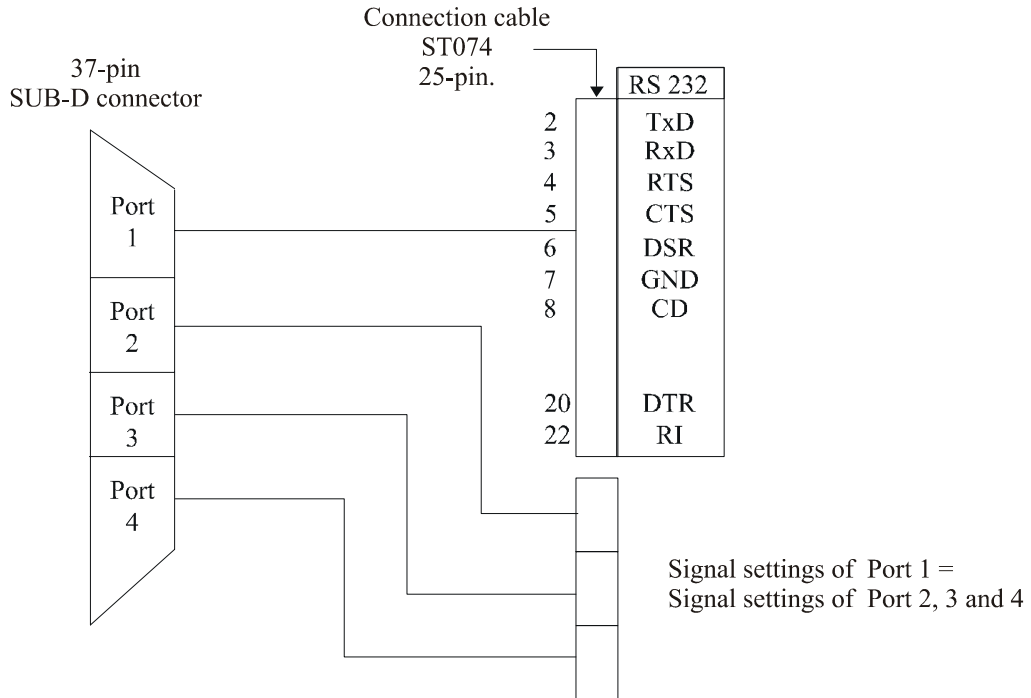 Connection cable
ST074
25-pin.
37-pin
SUB-D connector
RS 232
2 TxD
3 RxD
4 RTS
5 CTS
6 DSR
7 GND
8 CD
20 DTR
22 RI
Port
1
Port
2
Port
3
Port
4
Signal settings of Port 1 =
Signal settings of Port 2, 3 and 4